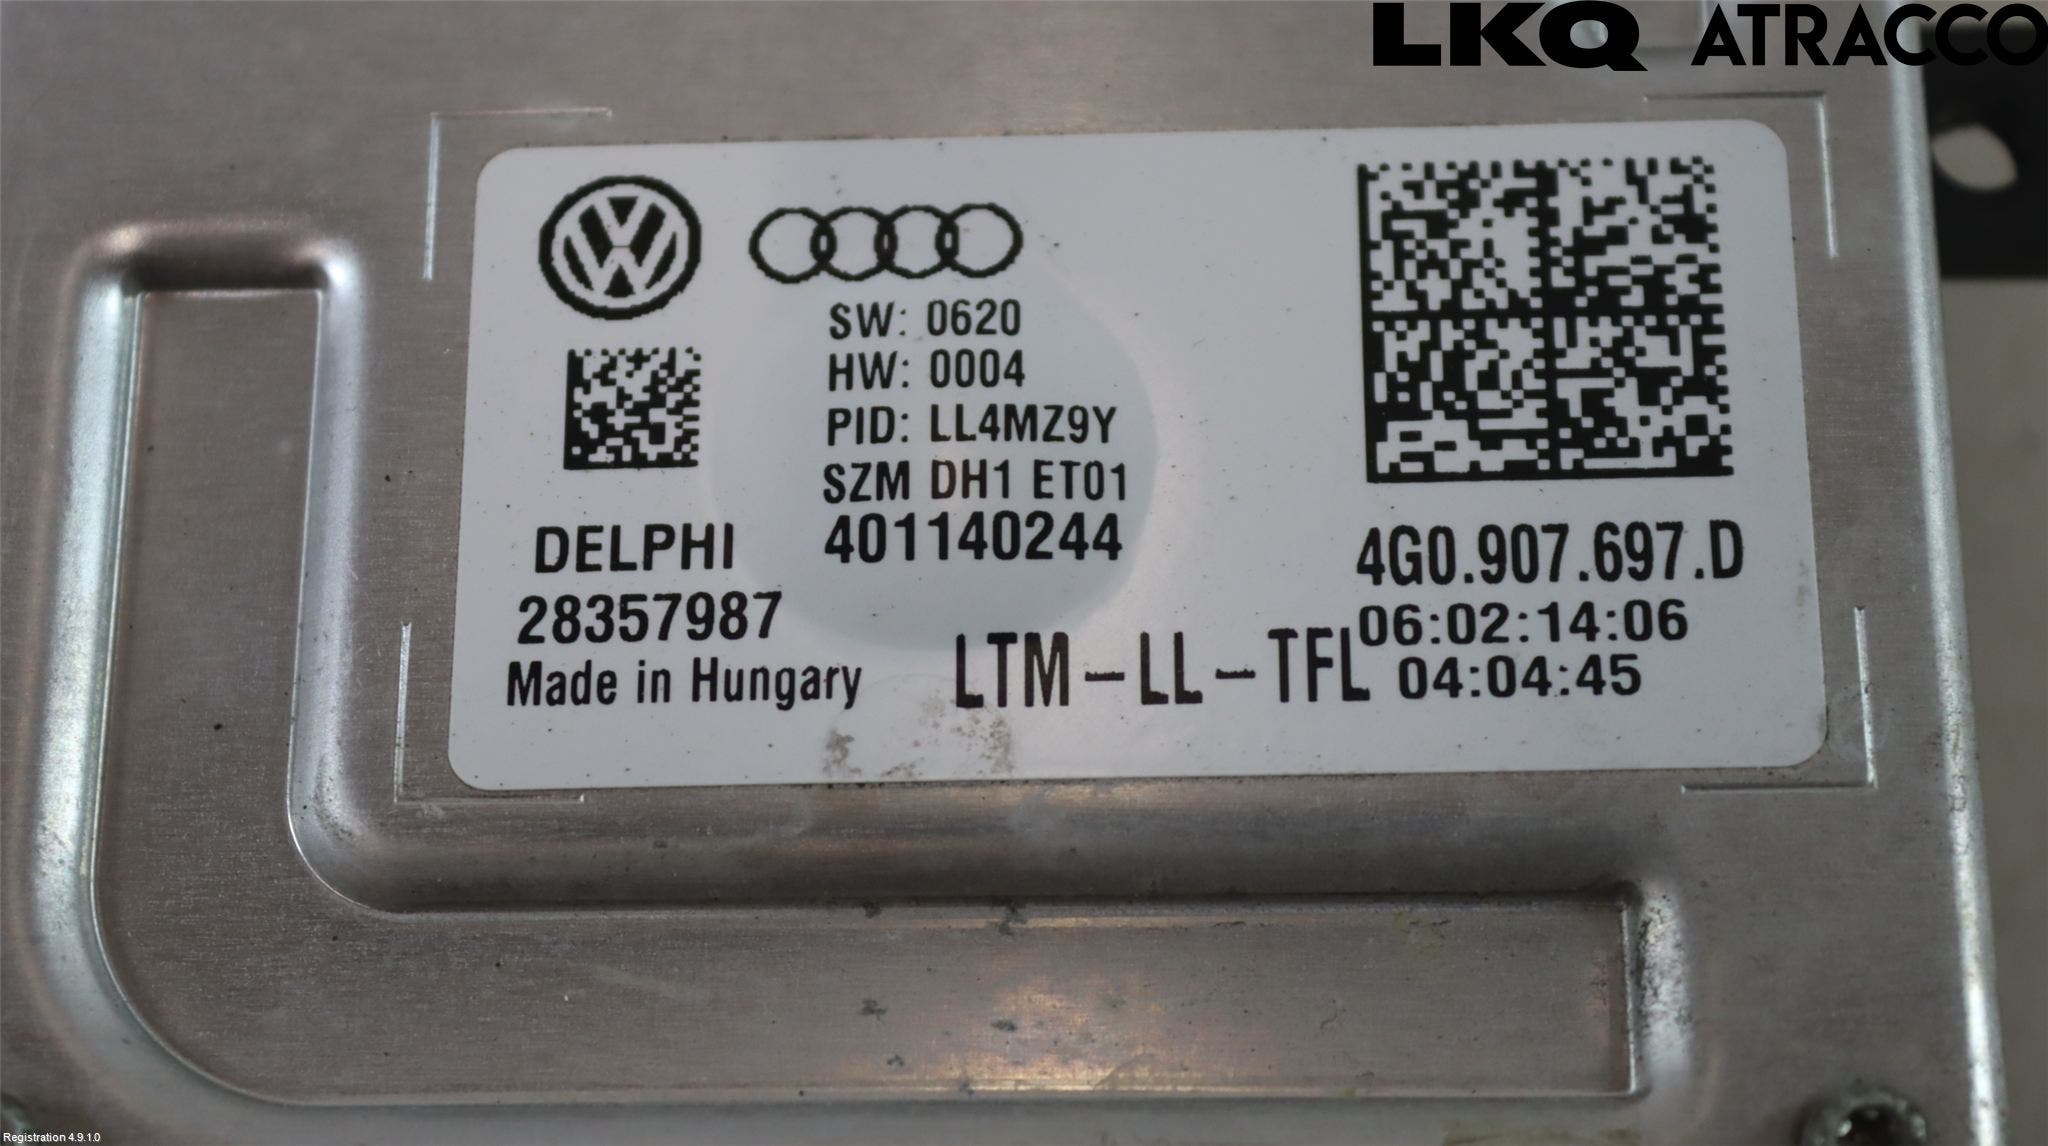 LKQ ATRACCO
SW: 0620
HW: 0004
PID: LL4MZ9Y
SZM DH1 ET01
401140244
DELPHI
28357987
Made in Hungary
LTM-LL-TFL
4G0.907.697.D
06:02:14:06
04:04:45
Registration 4.9.1.0